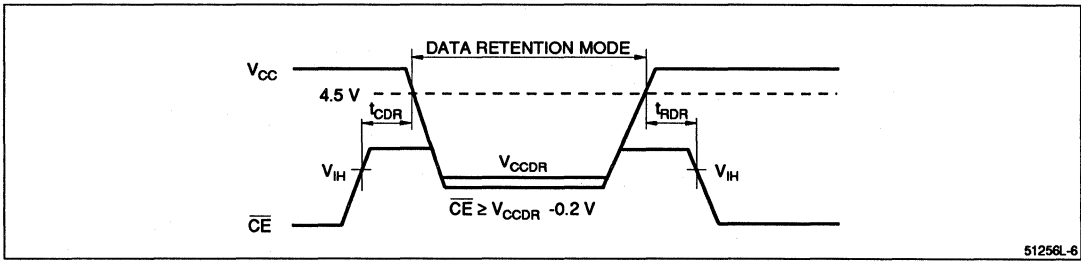 DATA RETENTION MODE
VCC
4.5 V
tCDR
tRDR
VIH
VCCDR
VIH
CE ≥ VCCDR -0.2 V
CE
51256L-6